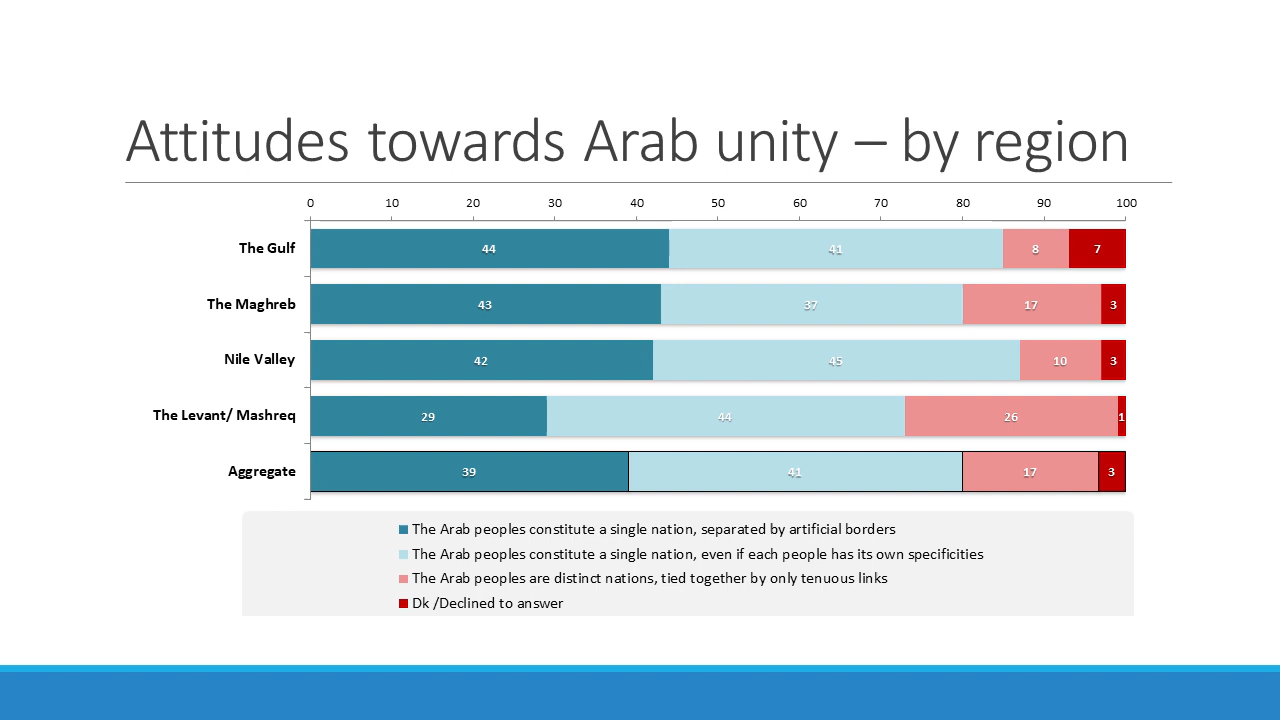 Attitudes towards Arab unity – by region
0 10 20 30 40 50 60 70 80 90 100
The Gulf 44 41 8 7
The Maghreb 43 37 17 3
Nile Valley 42 45 10 3
The Levant/ Mashreq 29 44 26 1
Aggregate 39 41 17 3
The Arab peoples constitute a single nation, separated by artificial borders
The Arab peoples constitute a single nation, even if each people has its own specificities
The Arab peoples are distinct nations, tied together by only tenuous links
Dk /Declined to answer